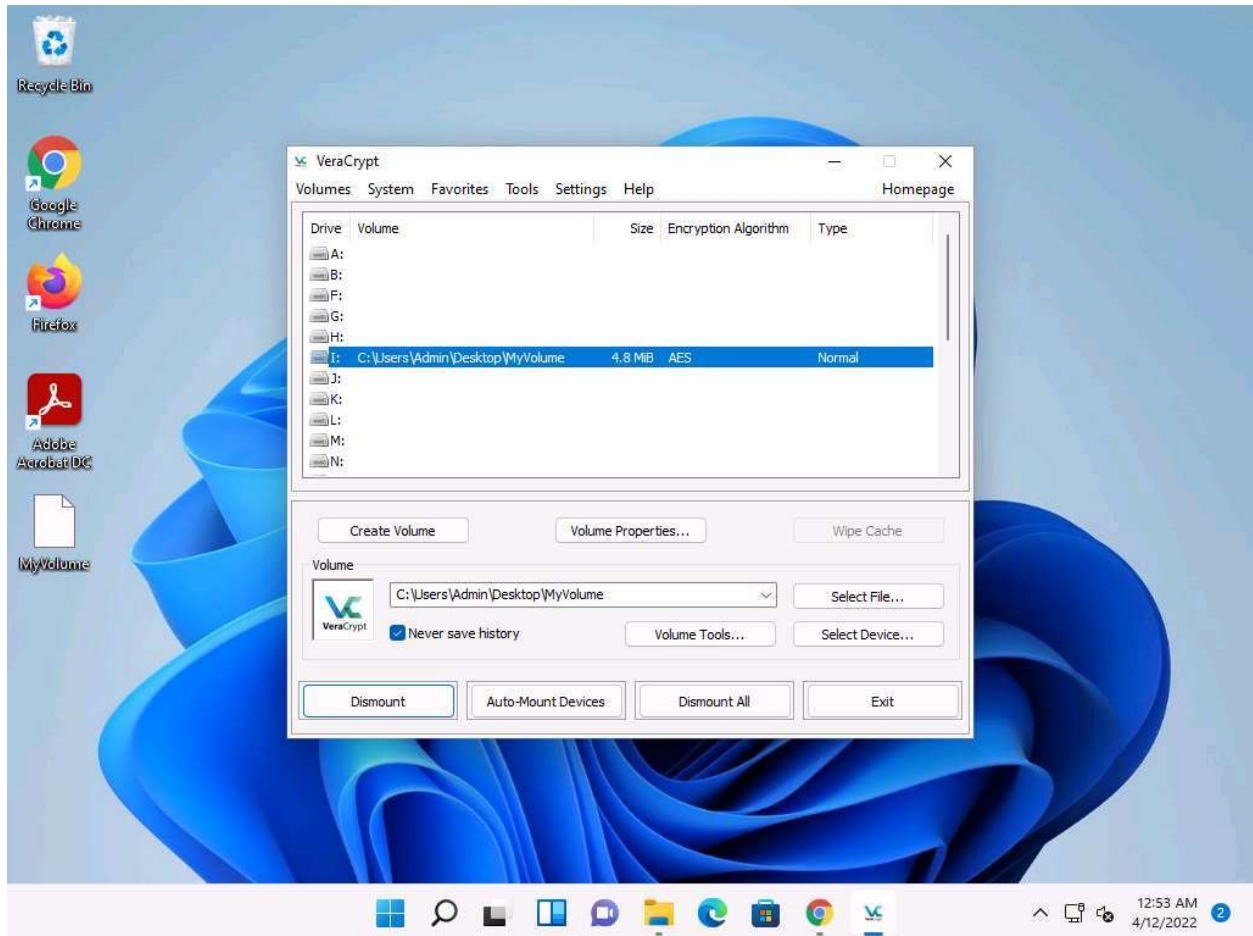 Recycle Bin
Google
Chrome
Firefox
Adobe
Acrobat DC
MyVolume
VeraCrypt
Volumes System Favorites Tools Settings Help Homepage
Drive Volume Size Encryption Algorithm Type
A:
B:
F:
G:
H:
I: C:\Users\Admin\Desktop\MyVolume 4.8 MiB AES Normal
J:
K:
L:
M:
N:
Create Volume Volume Properties... Wipe Cache
Volume
C:\Users\Admin\Desktop\MyVolume Select File...
VeraCrypt
Never save history Volume Tools... Select Device...
Dismount Auto-Mount Devices Dismount All Exit
12:53 AM
4/12/2022
2